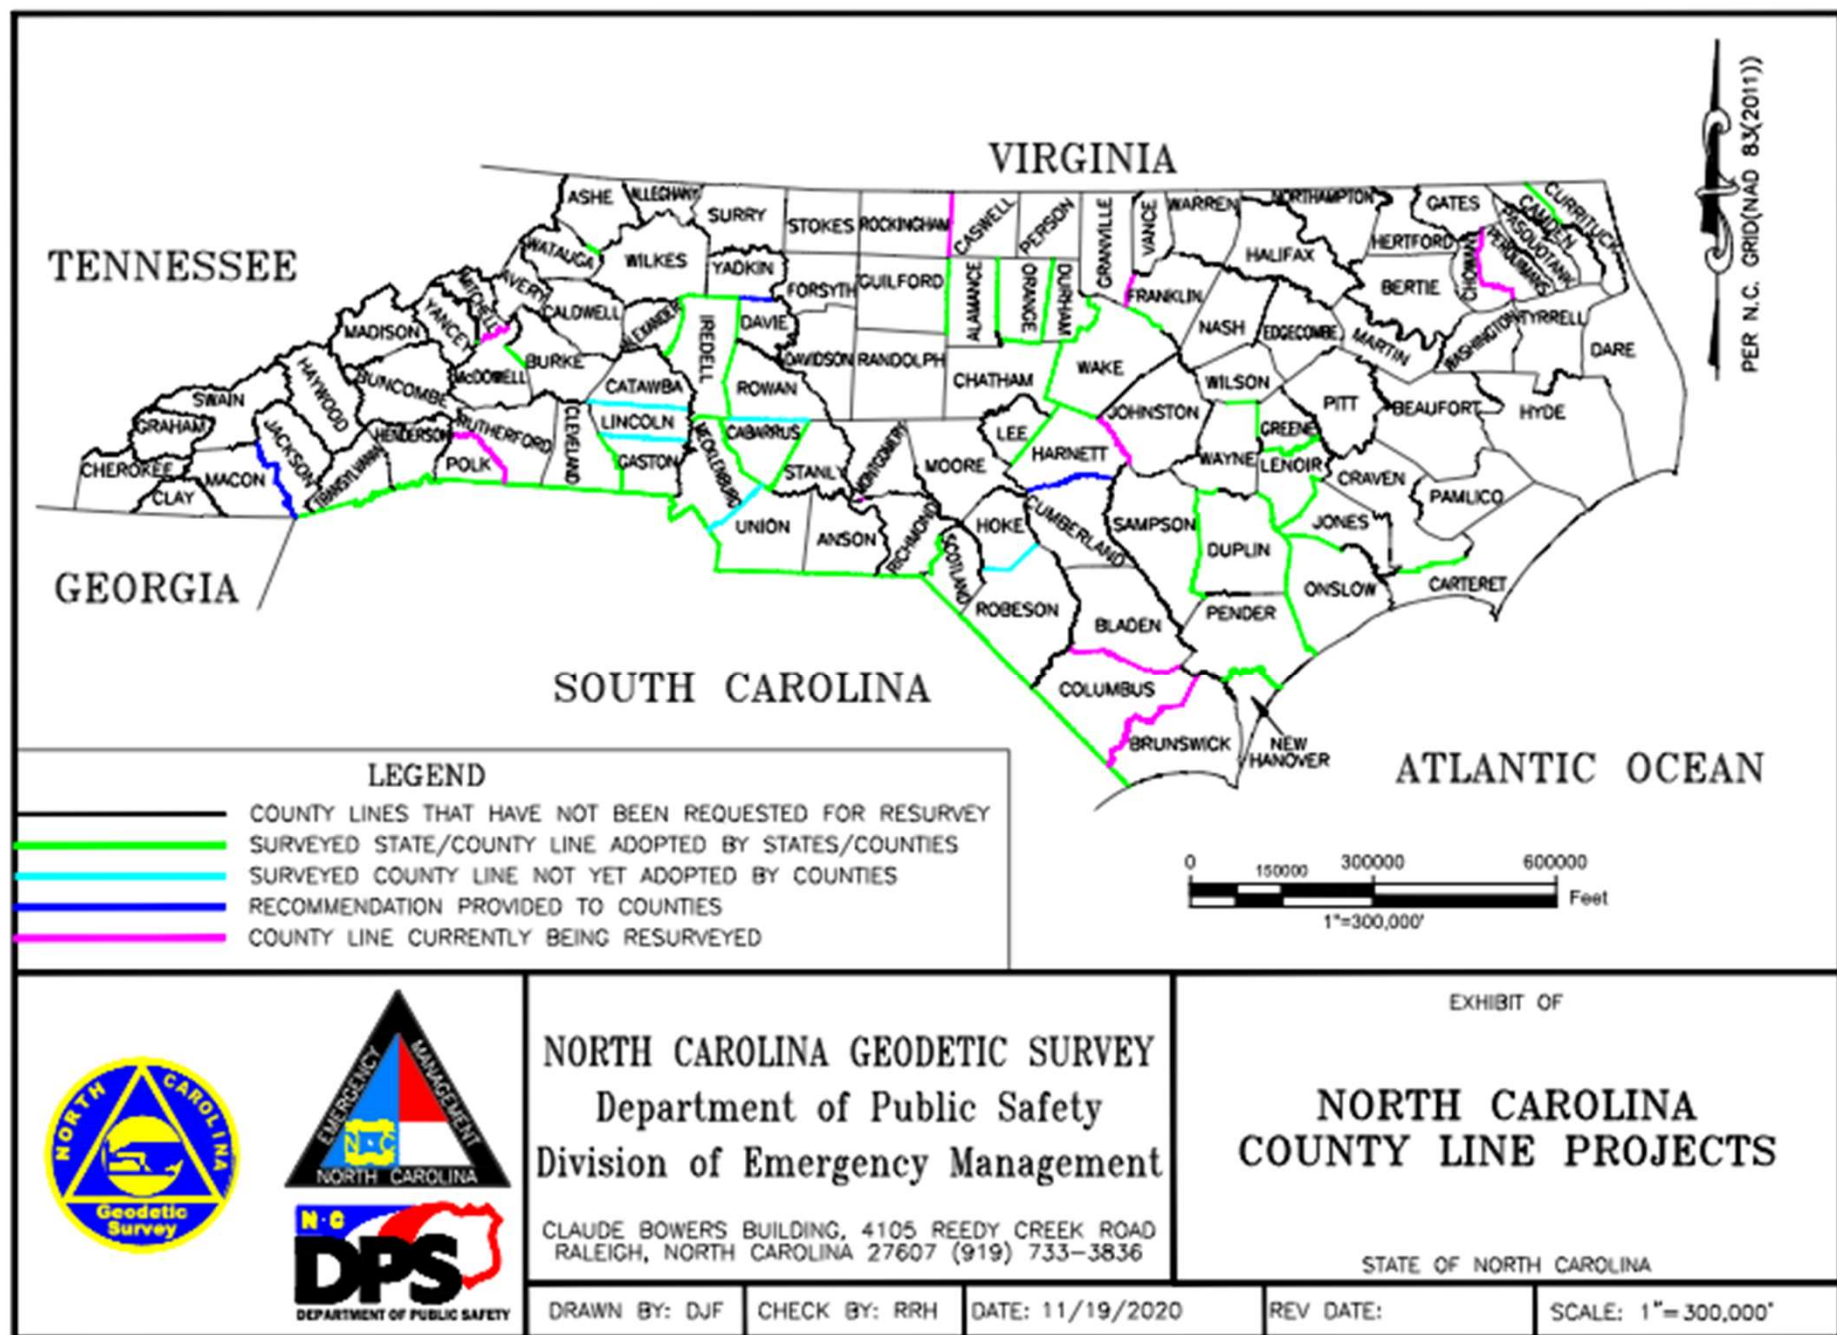 VIRGINIA
TENNESSEE
GEORGIA
SOUTH CAROLINA
ATLANTIC OCEAN
PER N.C. GRID(NAD 83(2011))
ASHE
ALLEGHANY
SURRY
STOKES
ROCKINGHAM
CASWELL
PERSON
GRANVILLE
VANCE
WARREN
NORTHAMPTON
GATES
CURRITUCK
CAMDEN
PASQUOTANK
PERQUIMANS
CHOWAN
HERTFORD
HALIFAX
BERTIE
WATAUGA
WILKES
YADKIN
FORSYTH
GUILFORD
ALAMANCE
ORANGE
DURHAM
FRANKLIN
NASH
EDGECOMBE
MARTIN
WASHINGTON
TYRRELL
DARE
MITCHELL
AVERY
YANCEY
CALDWELL
ALEXANDER
IREDELL
DAVIE
DAVIDSON
RANDOLPH
CHATHAM
WAKE
WILSON
PITT
BEAUFORT
HYDE
MADISON
HAYWOOD
BUNCOMBE
McDOWELL
BURKE
CATAWBA
ROWAN
LINCOLN
CABARRUS
MECKLENBURG
GASTON
CLEVELAND
RUTHERFORD
POLK
HENDERSON
TRANSYLVANIA
JACKSON
SWAIN
GRAHAM
CHEROKEE
CLAY
MACON
STANLY
MONTGOMERY
MOORE
LEE
HARNETT
JOHNSTON
WAYNE
GREENE
LENOIR
CRAVEN
PAMLICO
UNION
ANSON
RICHMOND
SCOTLAND
HOKE
CUMBERLAND
SAMPSON
DUPLIN
JONES
ONSLOW
CARTERET
ROBESON
BLADEN
PENDER
COLUMBUS
BRUNSWICK
NEW
HANOVER
LEGEND
COUNTY LINES THAT HAVE NOT BEEN REQUESTED FOR RESURVEY
SURVEYED STATE/COUNTY LINE ADOPTED BY STATES/COUNTIES
SURVEYED COUNTY LINE NOT YET ADOPTED BY COUNTIES
RECOMMENDATION PROVIDED TO COUNTIES
COUNTY LINE CURRENTLY BEING RESURVEYED
0 150000 300000 600000
Feet
1"=300,000'
NORTH CAROLINA
Geodetic
Survey
EMERGENCY MANAGEMENT
NC
NORTH CAROLINA
N·C
DPS
DEPARTMENT OF PUBLIC SAFETY
NORTH CAROLINA GEODETIC SURVEY
Department of Public Safety
Division of Emergency Management
CLAUDE BOWERS BUILDING, 4105 REEDY CREEK ROAD
RALEIGH, NORTH CAROLINA 27607 (919) 733-3836
EXHIBIT OF
NORTH CAROLINA
COUNTY LINE PROJECTS
STATE OF NORTH CAROLINA
DRAWN BY: DJF
CHECK BY: RRH
DATE: 11/19/2020
REV DATE:
SCALE: 1"=300,000'